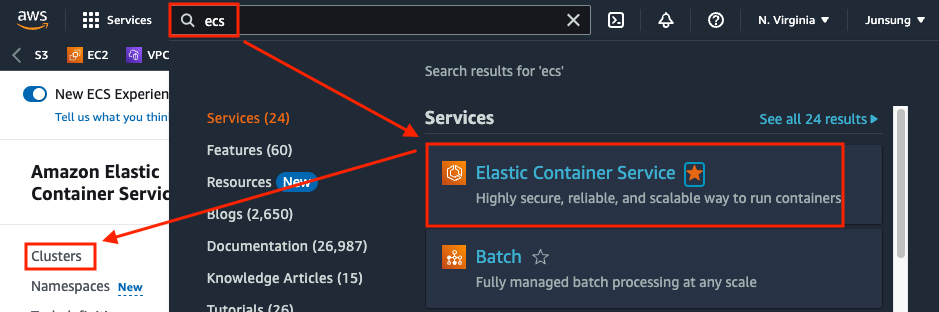 aws
Services
ecs
N. Virginia
Junsung
S3
EC2
VPC
Search results for 'ecs'
New ECS Experien
Tell us what you thin
Services (24)
Features (60)
Resources New
Blogs (2,650)
Documentation (26,987)
Knowledge Articles (15)
Tutorials (26)
Services
See all 24 results
Elastic Container Service
Highly secure, reliable, and scalable way to run containers
Batch
Fully managed batch processing at any scale
Amazon Elastic
Container Servic
Clusters
Namespaces New